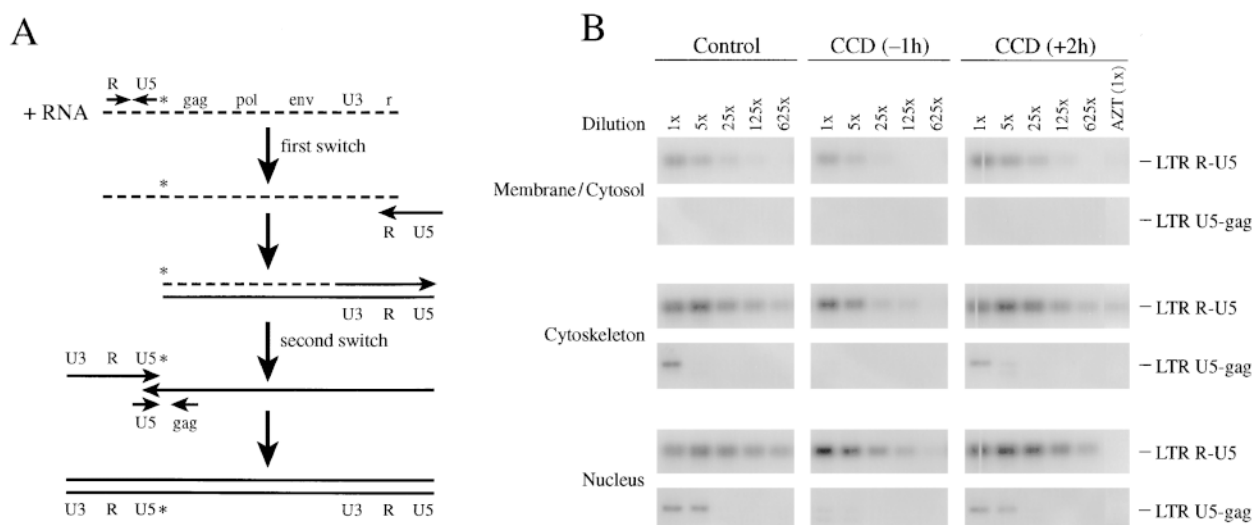 A
R U5
* gag pol env U3 r
+ RNA
first switch
*
R U5
*
U3 R U5
second switch
U3 R U5*
U5 gag
U3 R U5* U3 R U5
B
Control CCD (–1h) CCD (+2h)
Dilution 1x 5x 25x 125x 625x 1x 5x 25x 125x 625x 1x 5x 25x 125x 625x AZT (1x)
– LTR R-U5
Membrane/Cytosol
– LTR U5-gag
– LTR R-U5
Cytoskeleton
– LTR U5-gag
– LTR R-U5
Nucleus
– LTR U5-gag